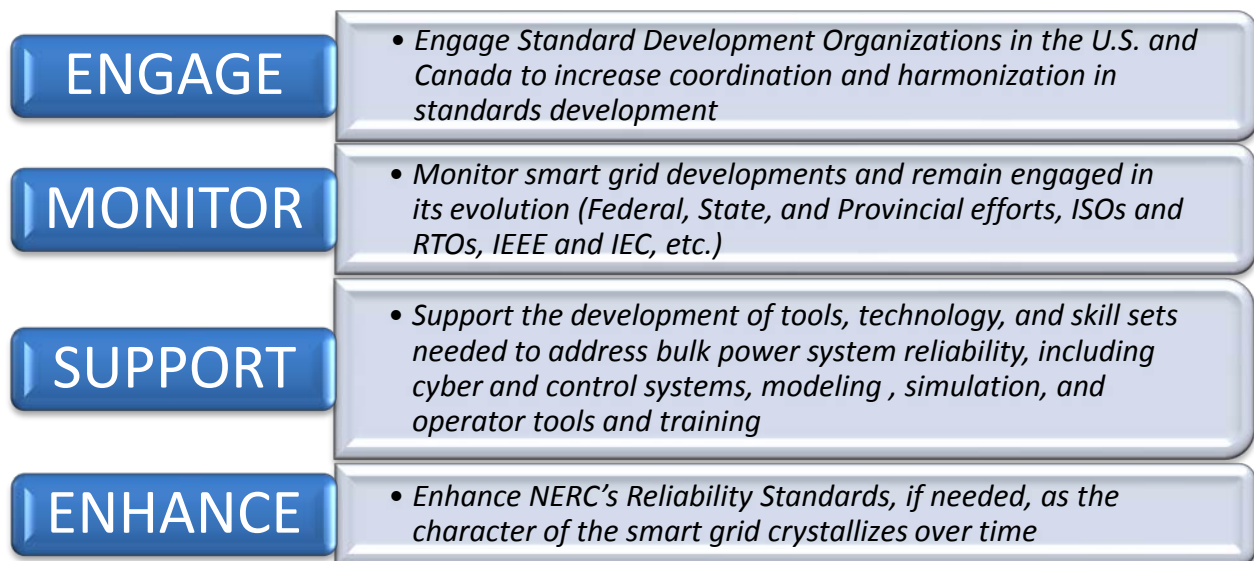 ENGAGE
• Engage Standard Development Organizations in the U.S. and
Canada to increase coordination and harmonization in
standards development
MONITOR
• Monitor smart grid developments and remain engaged in
its evolution (Federal, State, and Provincial efforts, ISOs and
RTOs, IEEE and IEC, etc.)
SUPPORT
• Support the development of tools, technology, and skill sets
needed to address bulk power system reliability, including
cyber and control systems, modeling , simulation, and
operator tools and training
ENHANCE
• Enhance NERC’s Reliability Standards, if needed, as the
character of the smart grid crystallizes over time